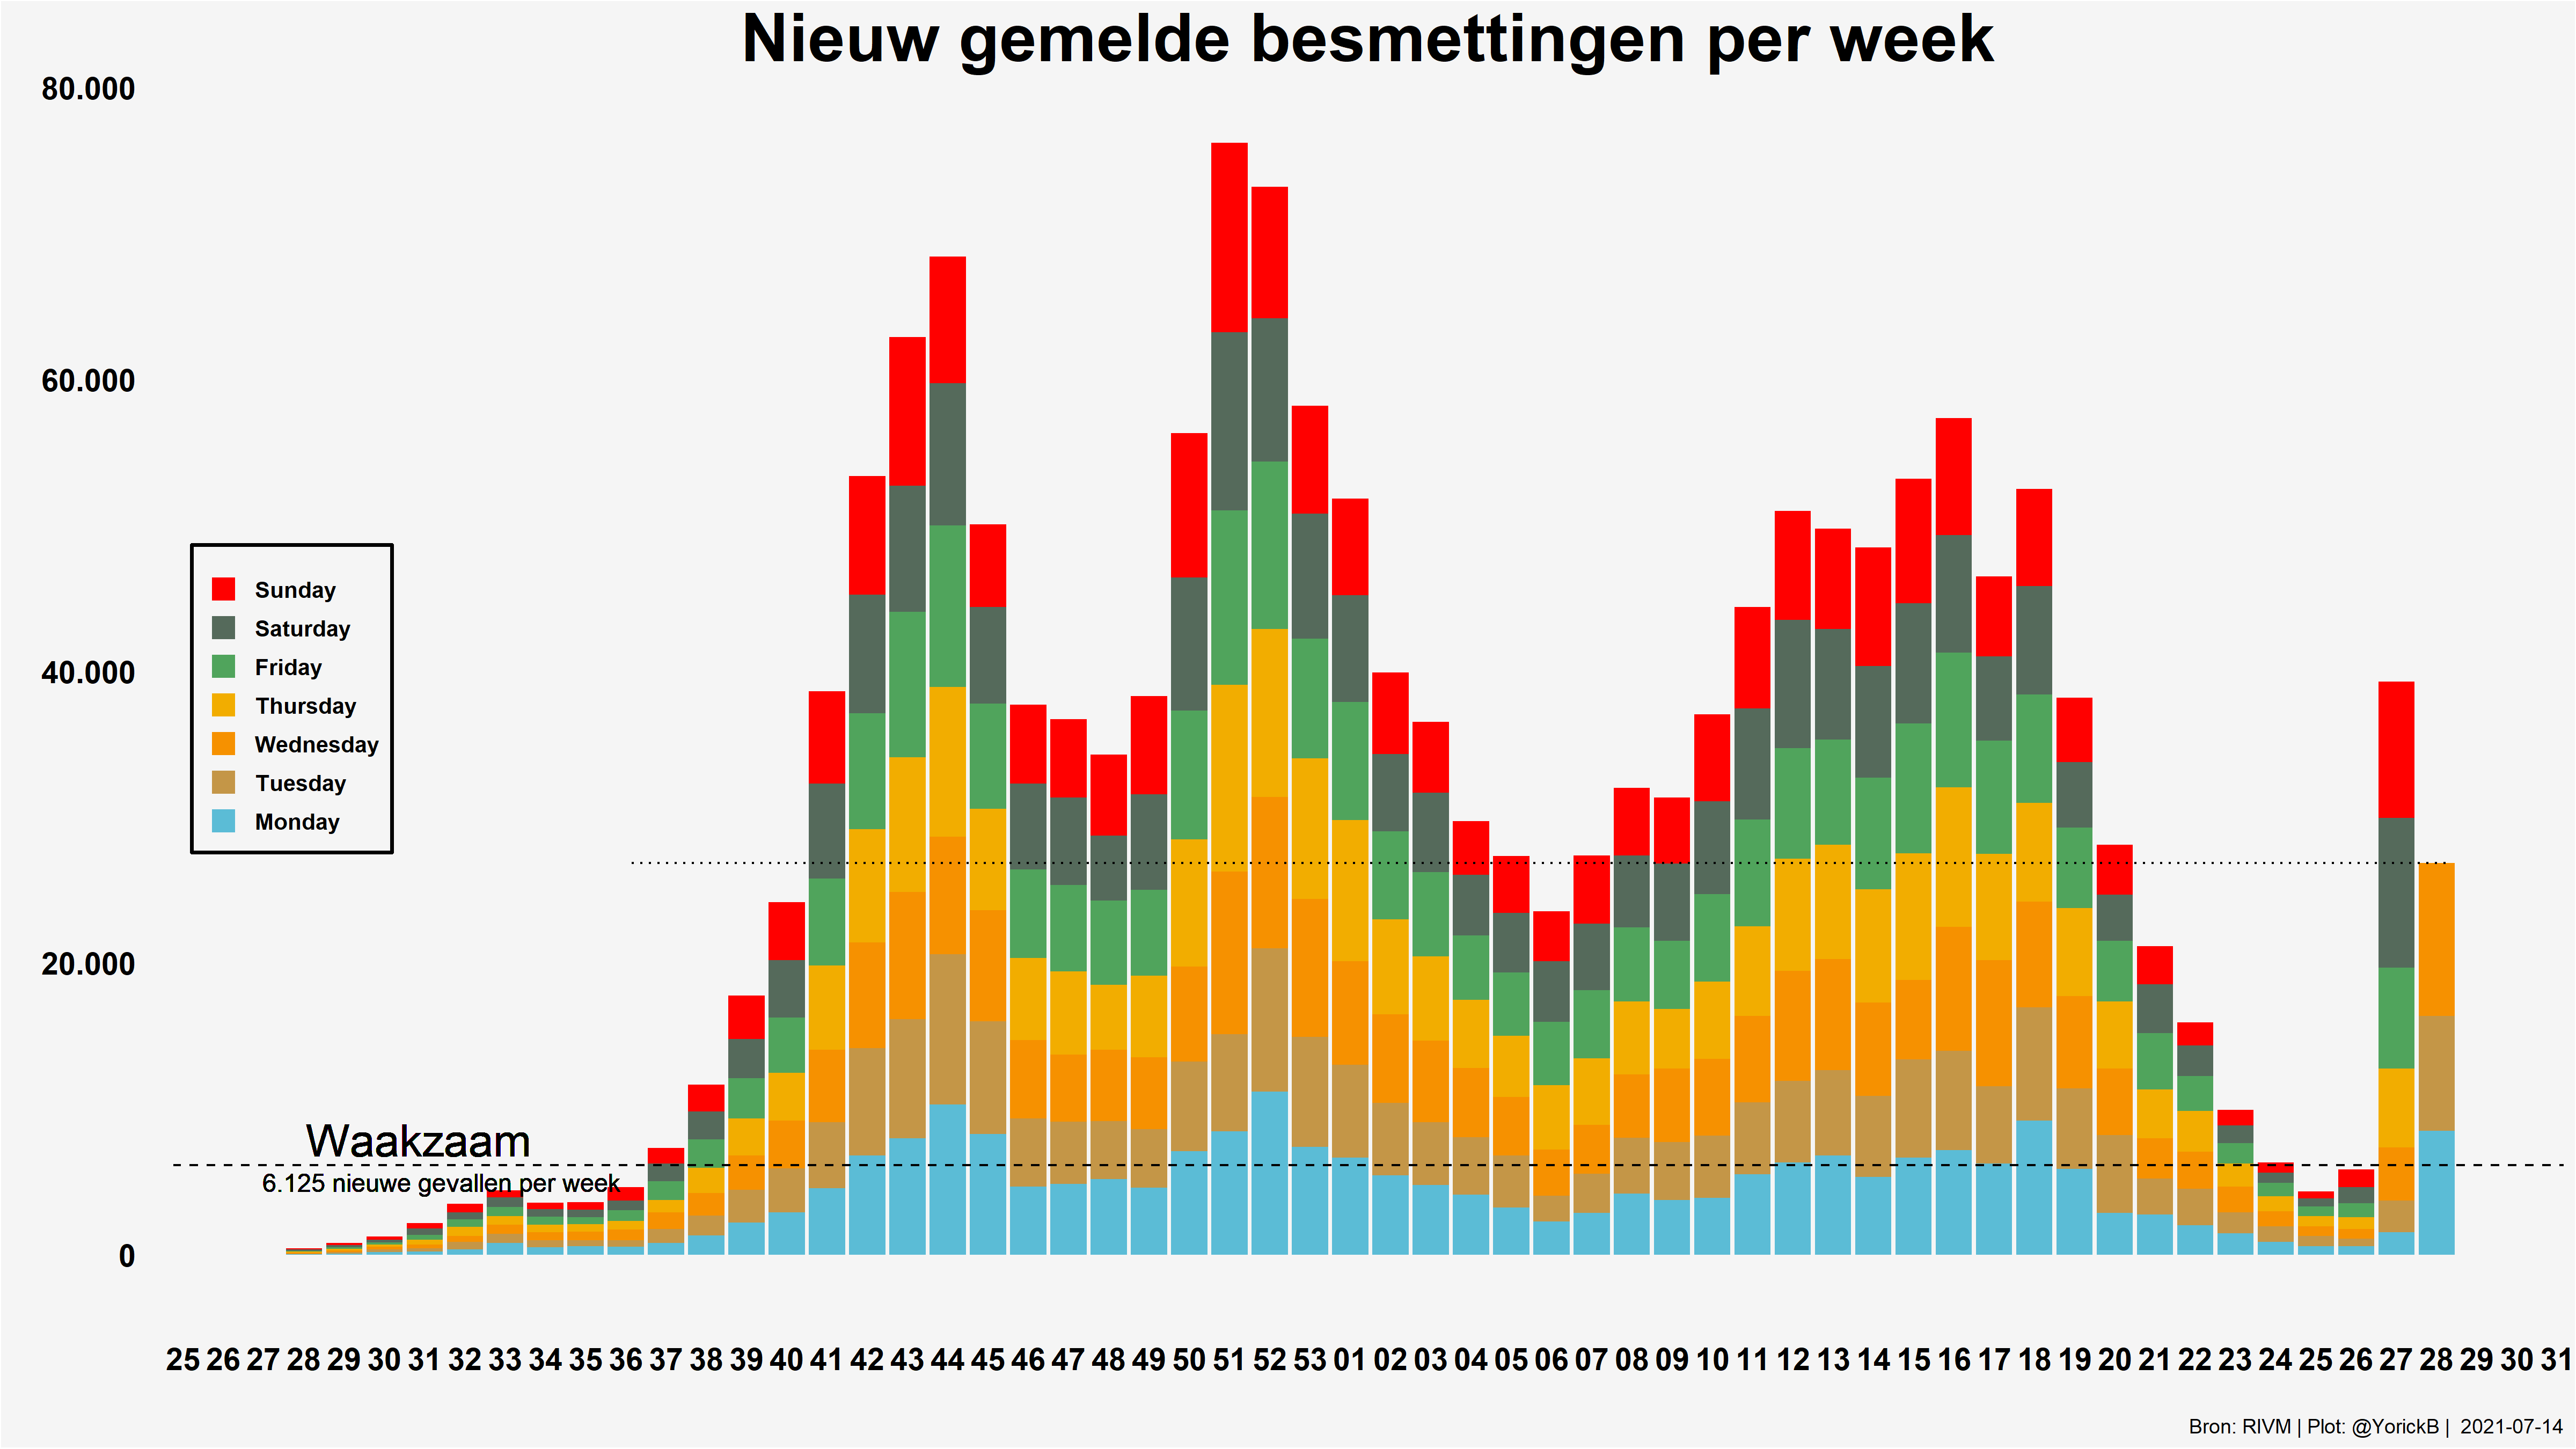 Nieuw gemelde besmettingen per week
80.000
60.000
40.000
20.000
0
Sunday
Saturday
Friday
Thursday
Wednesday
Tuesday
Monday
Waakzaam
6.125 nieuwe gevallen per week
25 26 27 28 29 30 31 32 33 34 35 36 37 38 39 40 41 42 43 44 45 46 47 48 49 50 51 52 53 01 02 03 04 05 06 07 08 09 10 11 12 13 14 15 16 17 18 19 20 21 22 23 24 25 26 27 28 29 30 31
Bron: RIVM | Plot: @YorickB | 2021-07-14